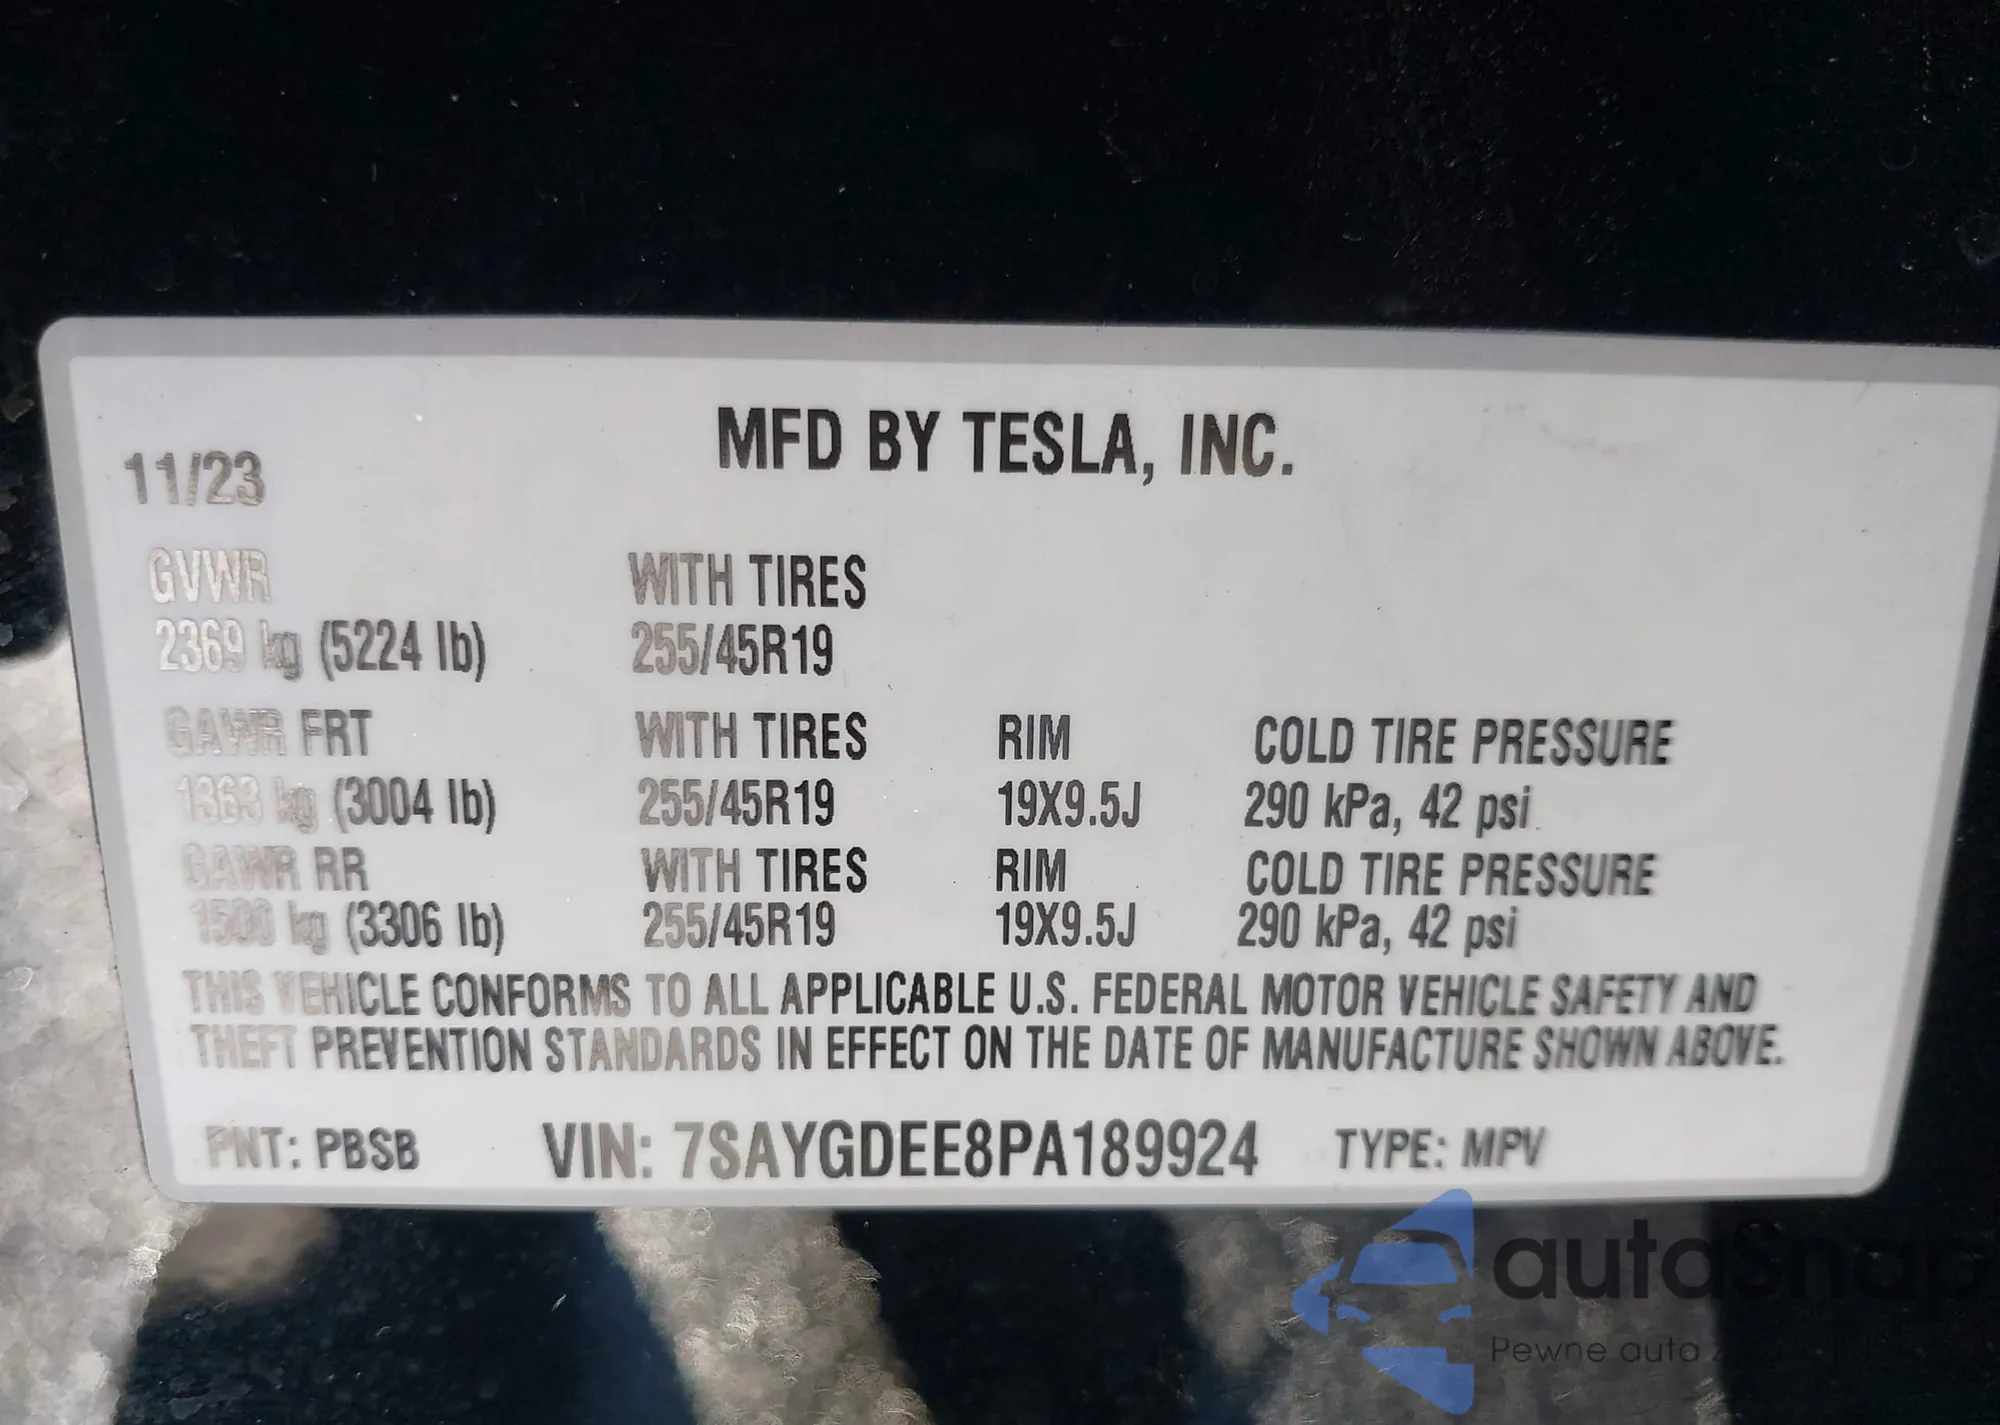 MFD BY TESLA, INC.
11/23
GVWR WITH TIRES
2369 kg (5224 lb) 255/45R19
GAWR FRT WITH TIRES RIM COLD TIRE PRESSURE
1363 kg (3004 lb) 255/45R19 19X9.5J 290 kPa, 42 psi
GAWR RR WITH TIRES RIM COLD TIRE PRESSURE
1500 kg (3306 lb) 255/45R19 19X9.5J 290 kPa, 42 psi
THIS VEHICLE CONFORMS TO ALL APPLICABLE U.S. FEDERAL MOTOR VEHICLE SAFETY AND
THEFT PREVENTION STANDARDS IN EFFECT ON THE DATE OF MANUFACTURE SHOWN ABOVE.
PNT: PBSB VIN: 7SAYGDEE8PA189924 TYPE: MPV
autaSnap
Pewne auto